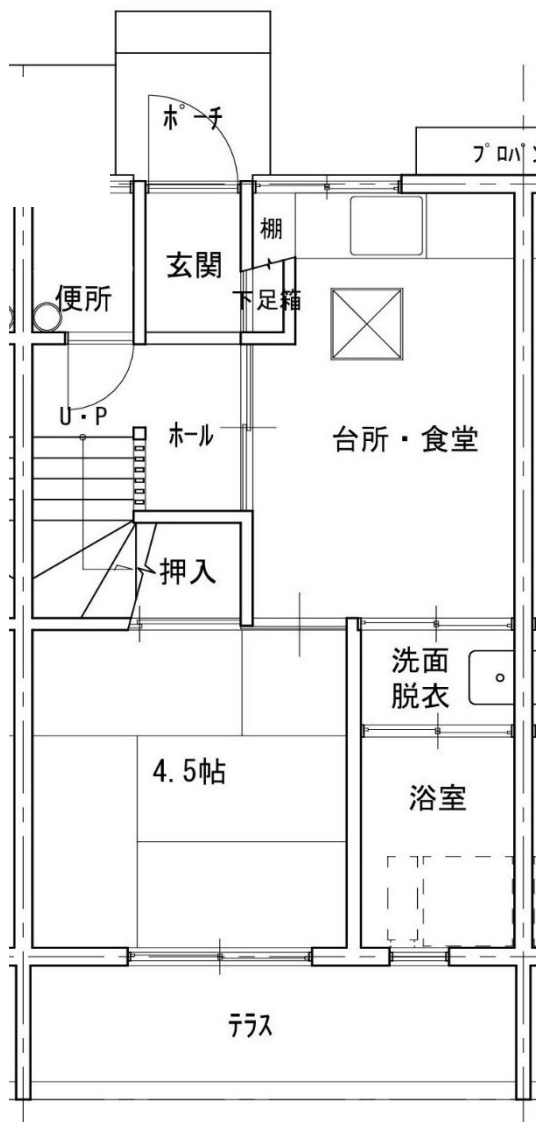 ポーチ
プロパン
棚
玄関
便所
下足箱
U・P
ホール
台所・食堂
押入
洗面
脱衣
4.5帖
浴室
テラス